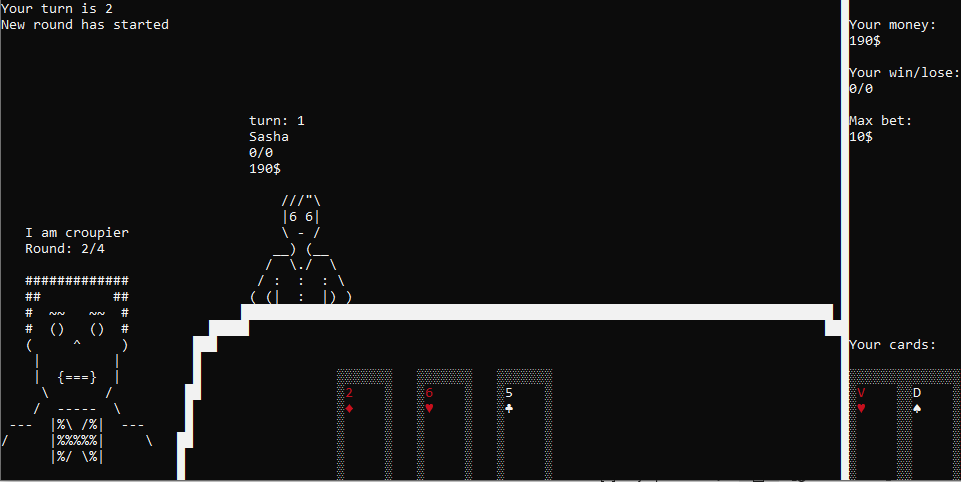 Your turn is 2
New round has started
Your money:
190$
Your win/lose:
0/0
Max bet:
10$
turn: 1
Sasha
0/0
190$
I am croupier
Round: 2/4
Your cards:
2
♦
6
♥
5
♣
V
♥
D
♠